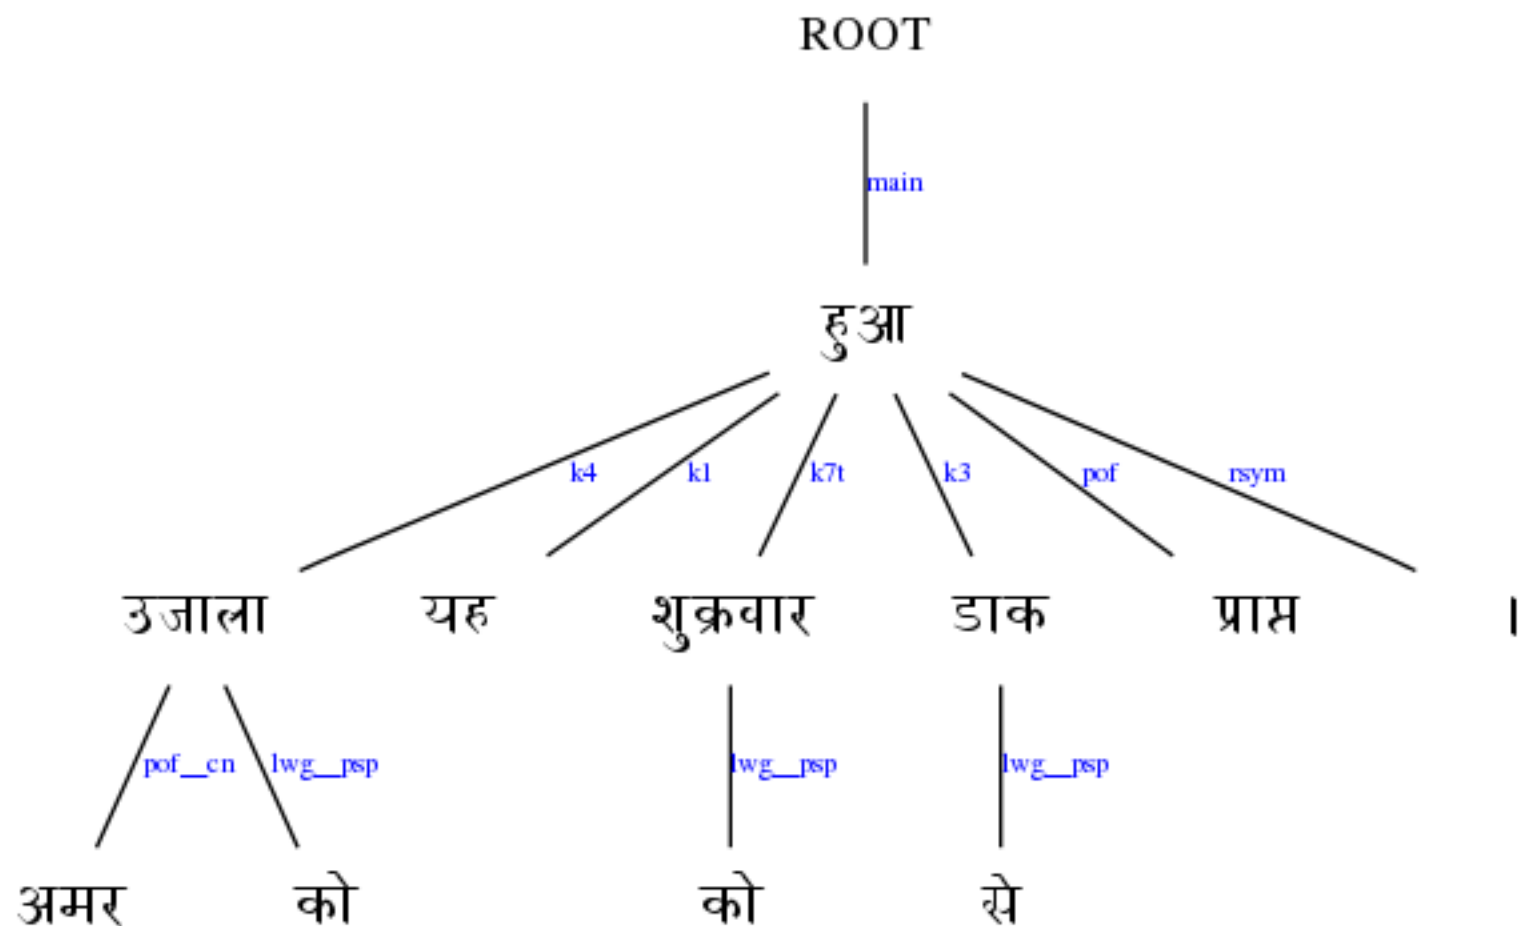 ROOT
main
हुआ
k4 k1 k7t k3 pof rsym
उजाला यह शुक्रवार डाक प्राप्त ।
pof__cn lwg__psp lwg__psp lwg__psp
अमर को को से